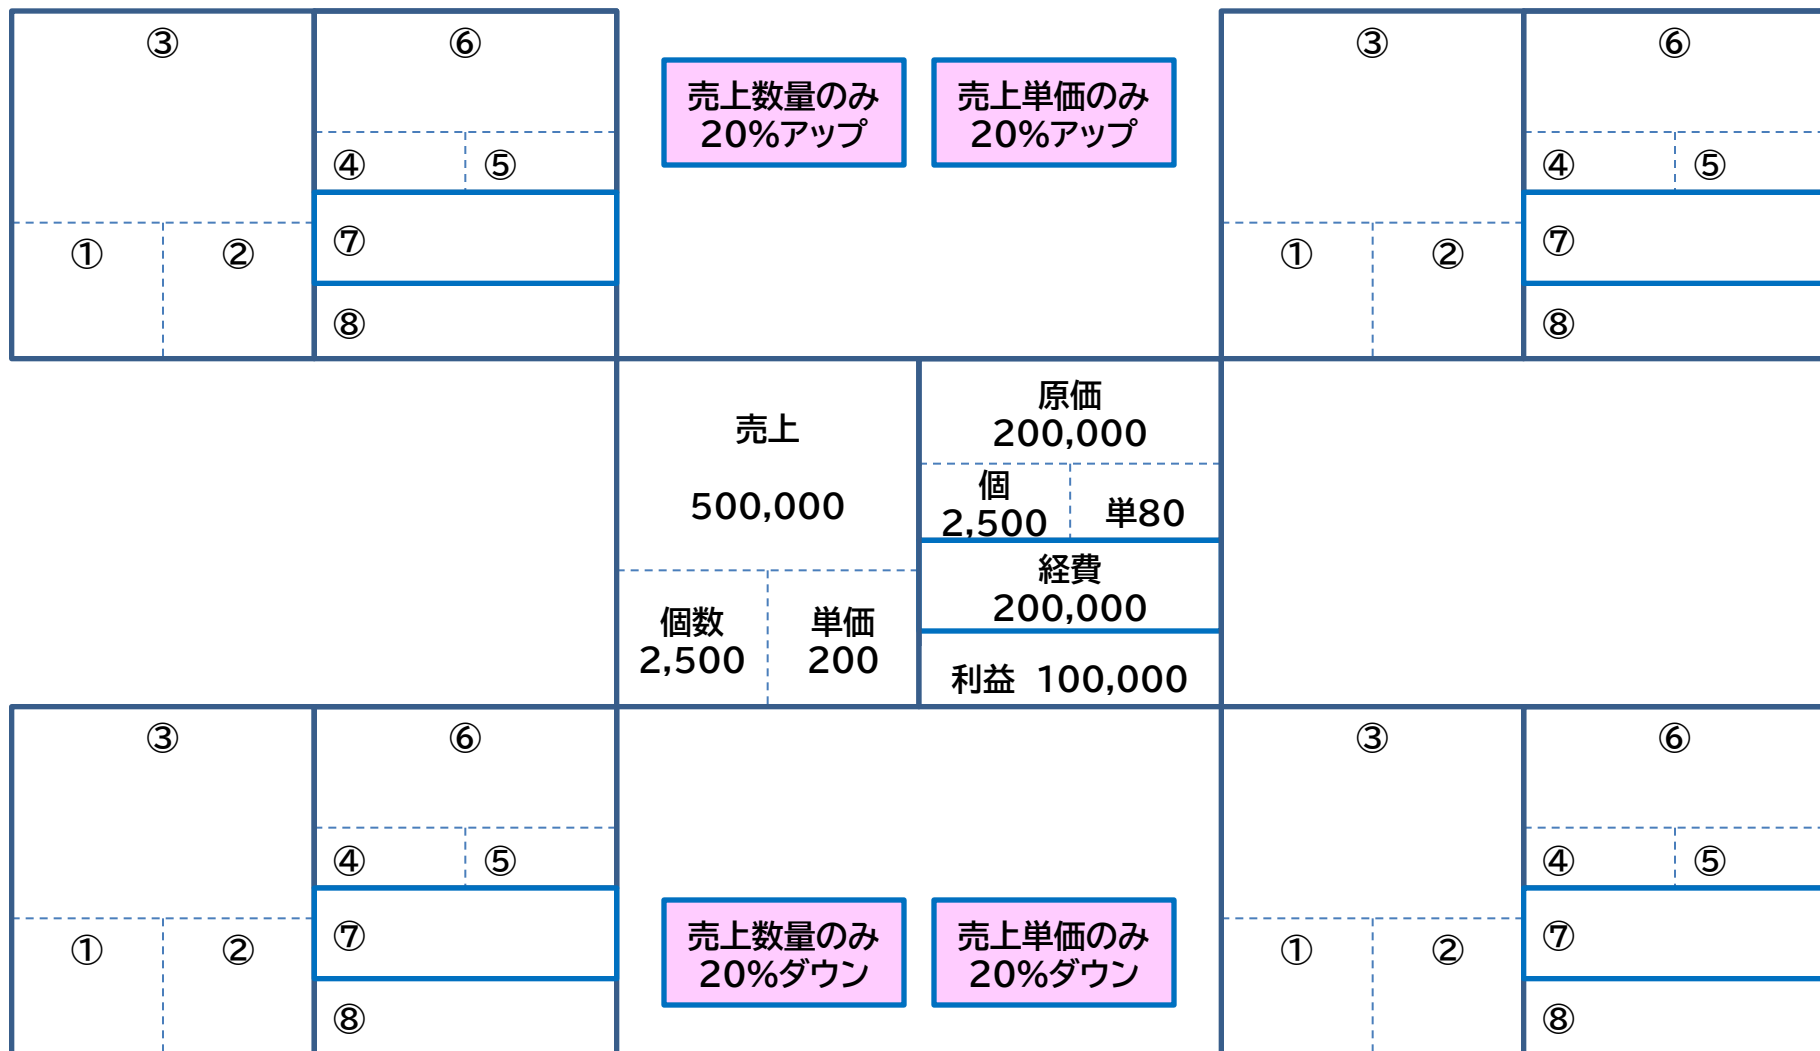 ③
⑥
④
⑤
⑦
①
②
⑧
売上数量のみ
20%アップ
売上単価のみ
20%アップ
③
⑥
④
⑤
⑦
①
②
⑧
売上
500,000
個数
2,500
単価
200
原価
200,000
個
2,500
単80
経費
200,000
利益 100,000
③
⑥
④
⑤
⑦
①
②
⑧
売上数量のみ
20%ダウン
売上単価のみ
20%ダウン
③
⑥
④
⑤
⑦
①
②
⑧